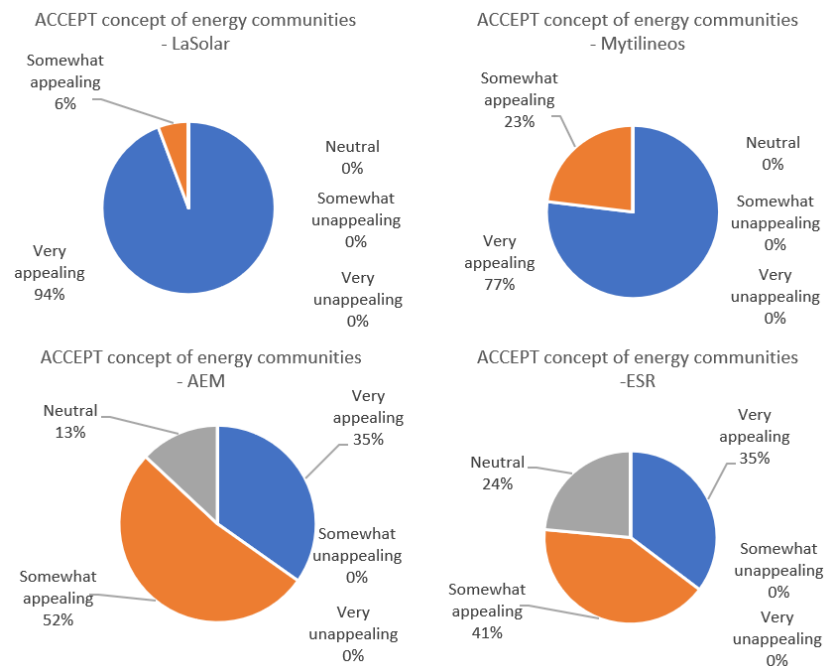 ACCEPT concept of energy communities
- LaSolar
Somewhat
appealing
6%
Neutral
0%
Somewhat
unappealing
0%
Very
unappealing
0%
Very
appealing
94%
ACCEPT concept of energy communities
- Mytilineos
Somewhat
appealing
23%
Neutral
0%
Somewhat
unappealing
0%
Very
unappealing
0%
Very
appealing
77%
ACCEPT concept of energy communities
- AEM
Neutral
13%
Very
appealing
35%
Somewhat
unappealing
0%
Very
unappealing
0%
Somewhat
appealing
52%
ACCEPT concept of energy communities
-ESR
Neutral
24%
Very
appealing
35%
Somewhat
unappealing
0%
Very
unappealing
0%
Somewhat
appealing
41%